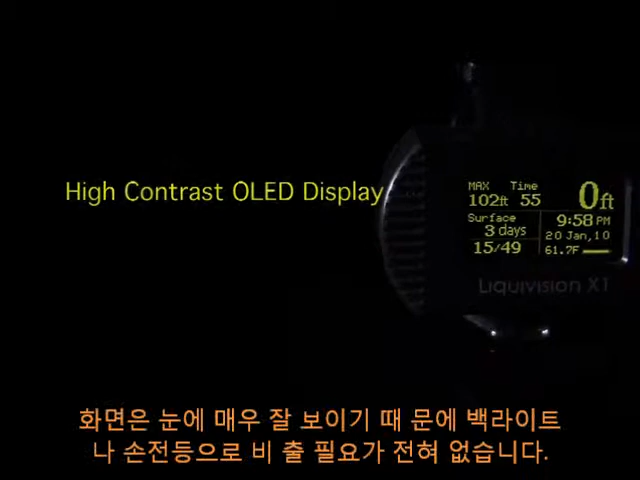 High Contrast OLED Display
MAX Time
102ft 55
0ft
Surface
3 days
15/49
9:58 PM
20 Jan,10
61.7F
Liquivision X1
화면은 눈에 매우 잘 보이기 때 문에 백라이트
나 손전등으로 비 출 필요가 전혀 없습니다.